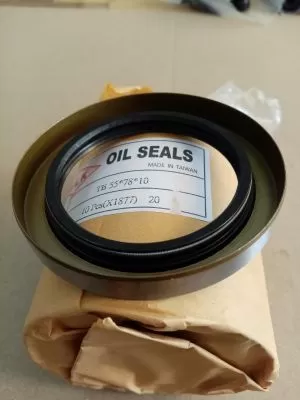 OIL SEALS
MADE IN TAIWAN
TB 55*78*10
10 Pcs(X1877) 20